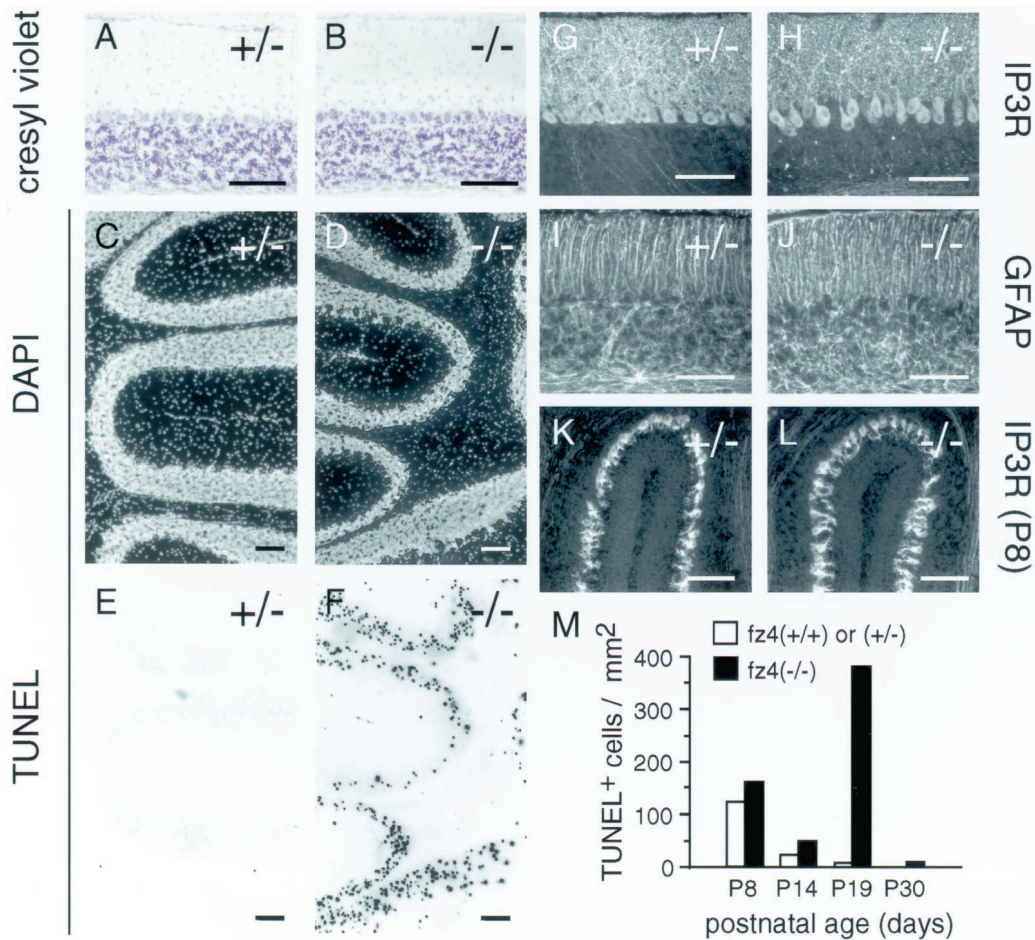 cresyl violet
A +/-
B -/-
G +/-
H -/-
IP3R
DAPI
C +/-
D -/-
I +/-
J -/-
GFAP
K +/-
L -/-
IP3R (P8)
TUNEL
E +/-
F -/-
M
fz4(+/+) or (+/-)
fz4(-/-)
TUNEL+ cells / mm2
400
300
200
100
0
P8 P14 P19 P30
postnatal age (days)